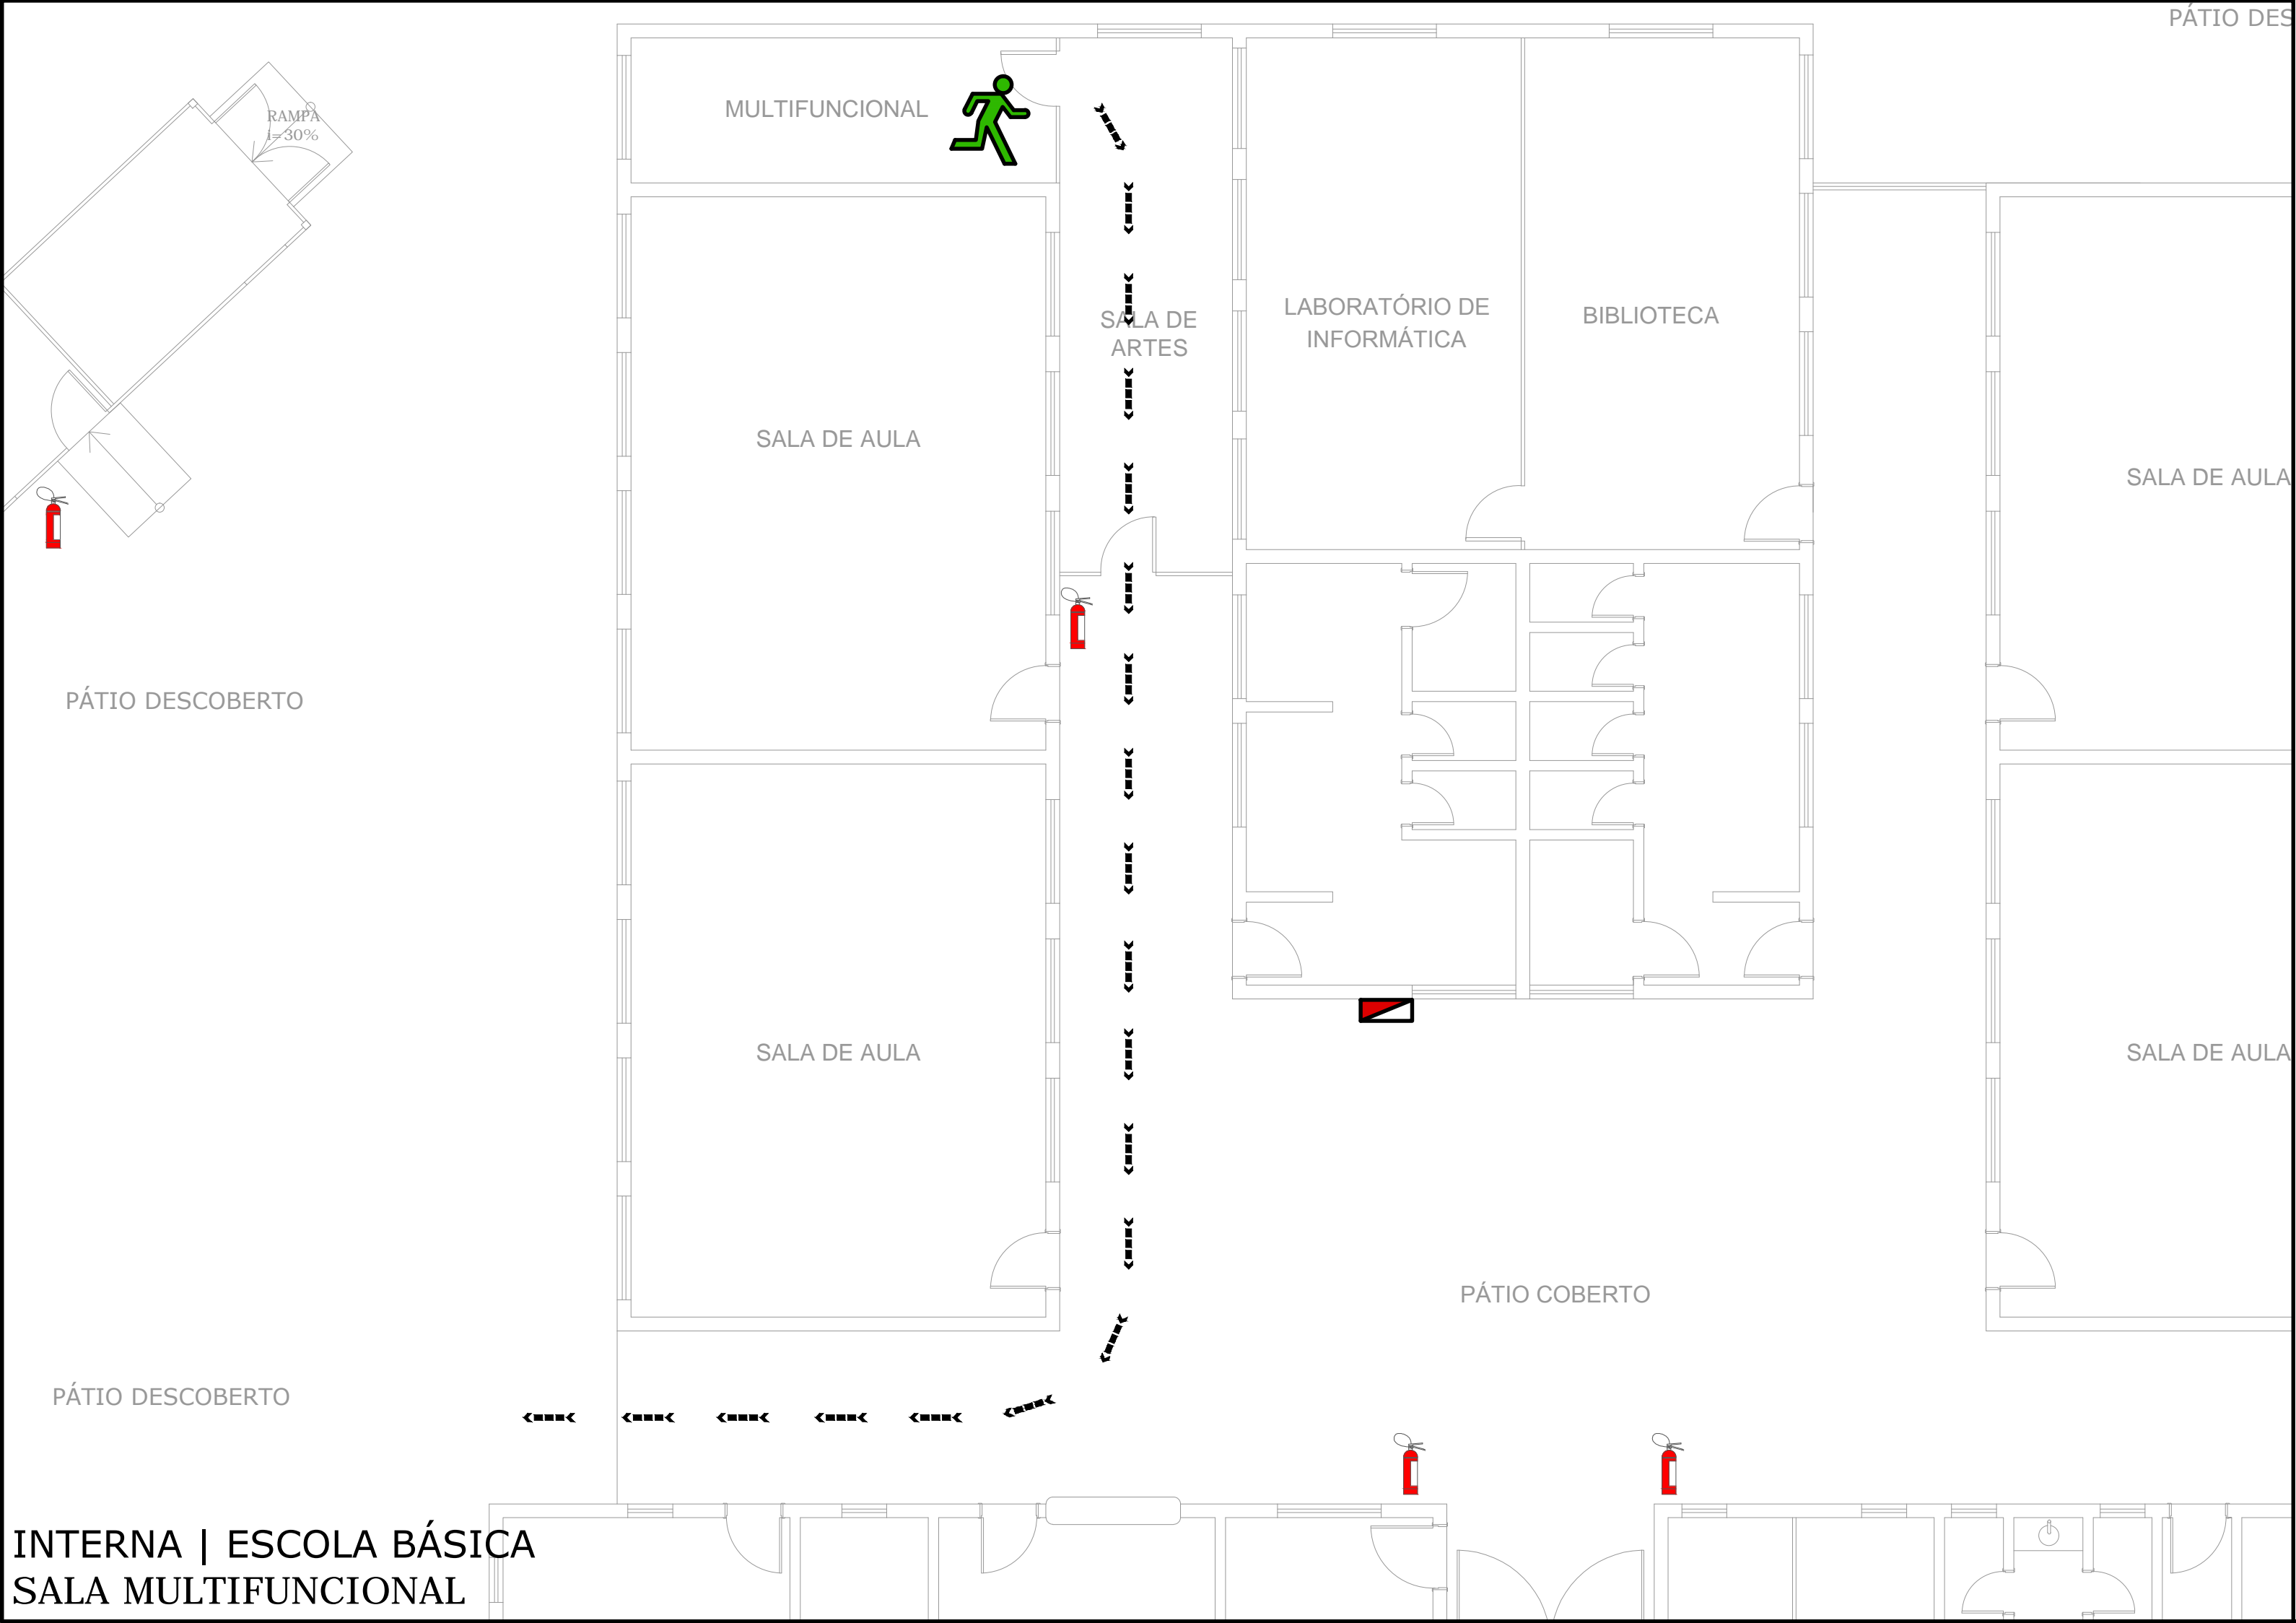 PÁTIO DES
RAMPA
i=30%
MULTIFUNCIONAL
SALA DE
ARTES
LABORATÓRIO DE
INFORMÁTICA
BIBLIOTECA
SALA DE AULA
SALA DE AULA
PÁTIO DESCOBERTO
SALA DE AULA
SALA DE AULA
PÁTIO COBERTO
PÁTIO DESCOBERTO
INTERNA | ESCOLA BÁSICA
SALA MULTIFUNCIONAL